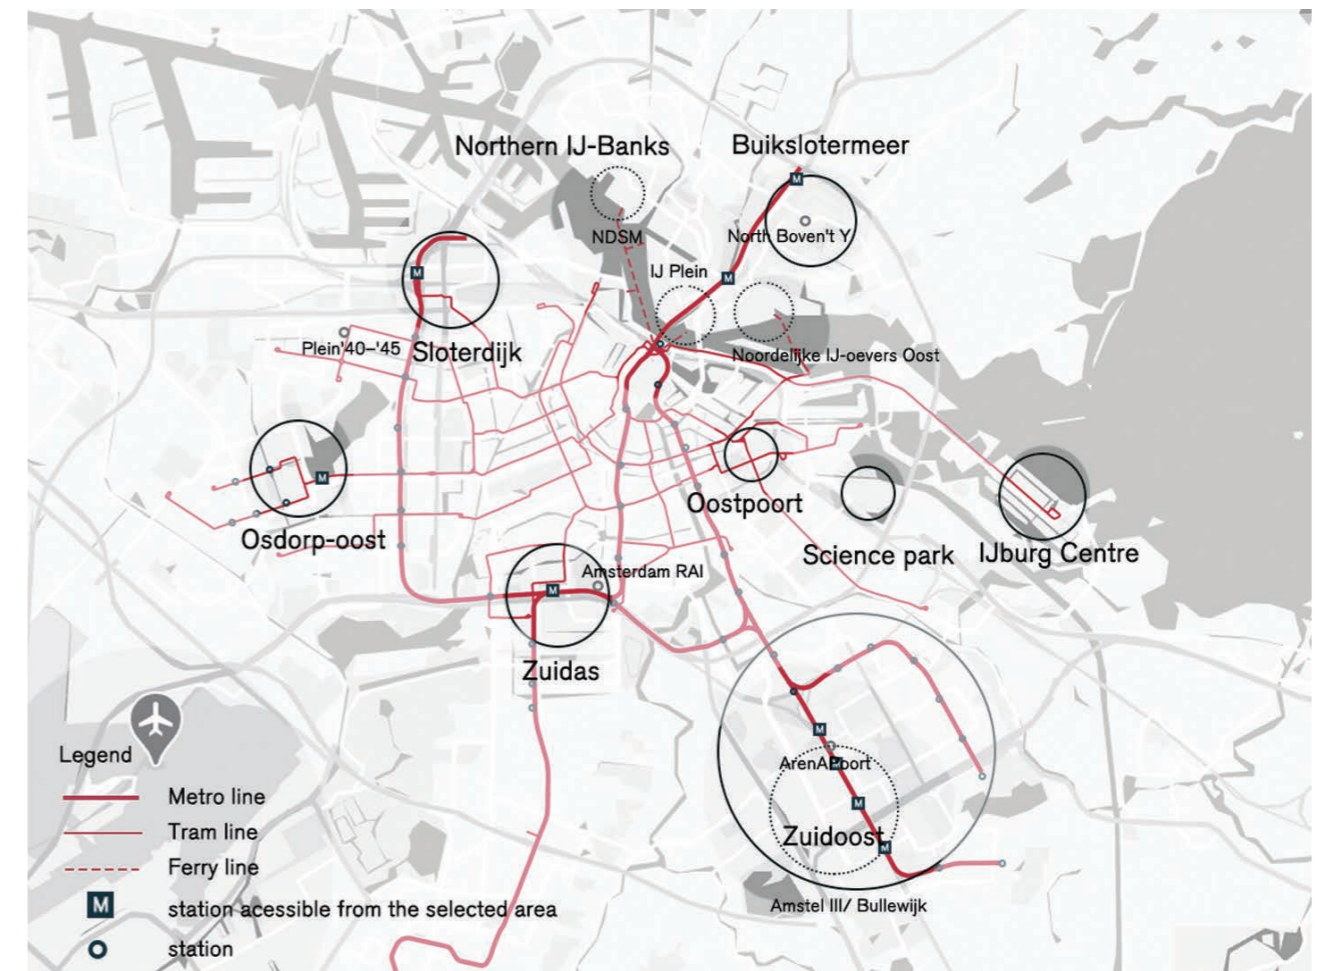 Northern IJ-Banks
Buikslotermeer
M
NDSM
North Boven't Y
IJ Plein
M
M
Plein'40-'45
Sloterdijk
Noordelijke IJ-oevers Oost
M
Oostpoort
Osdorp-oost
Science park
IJburg Centre
Amsterdam RAI
M
Zuidas
M
ArenAPoort
M
M
Zuidoost
M
Amstel III/ Bullewijk
Legend
Metro line
Tram line
Ferry line
M
station acessible from the selected area
station